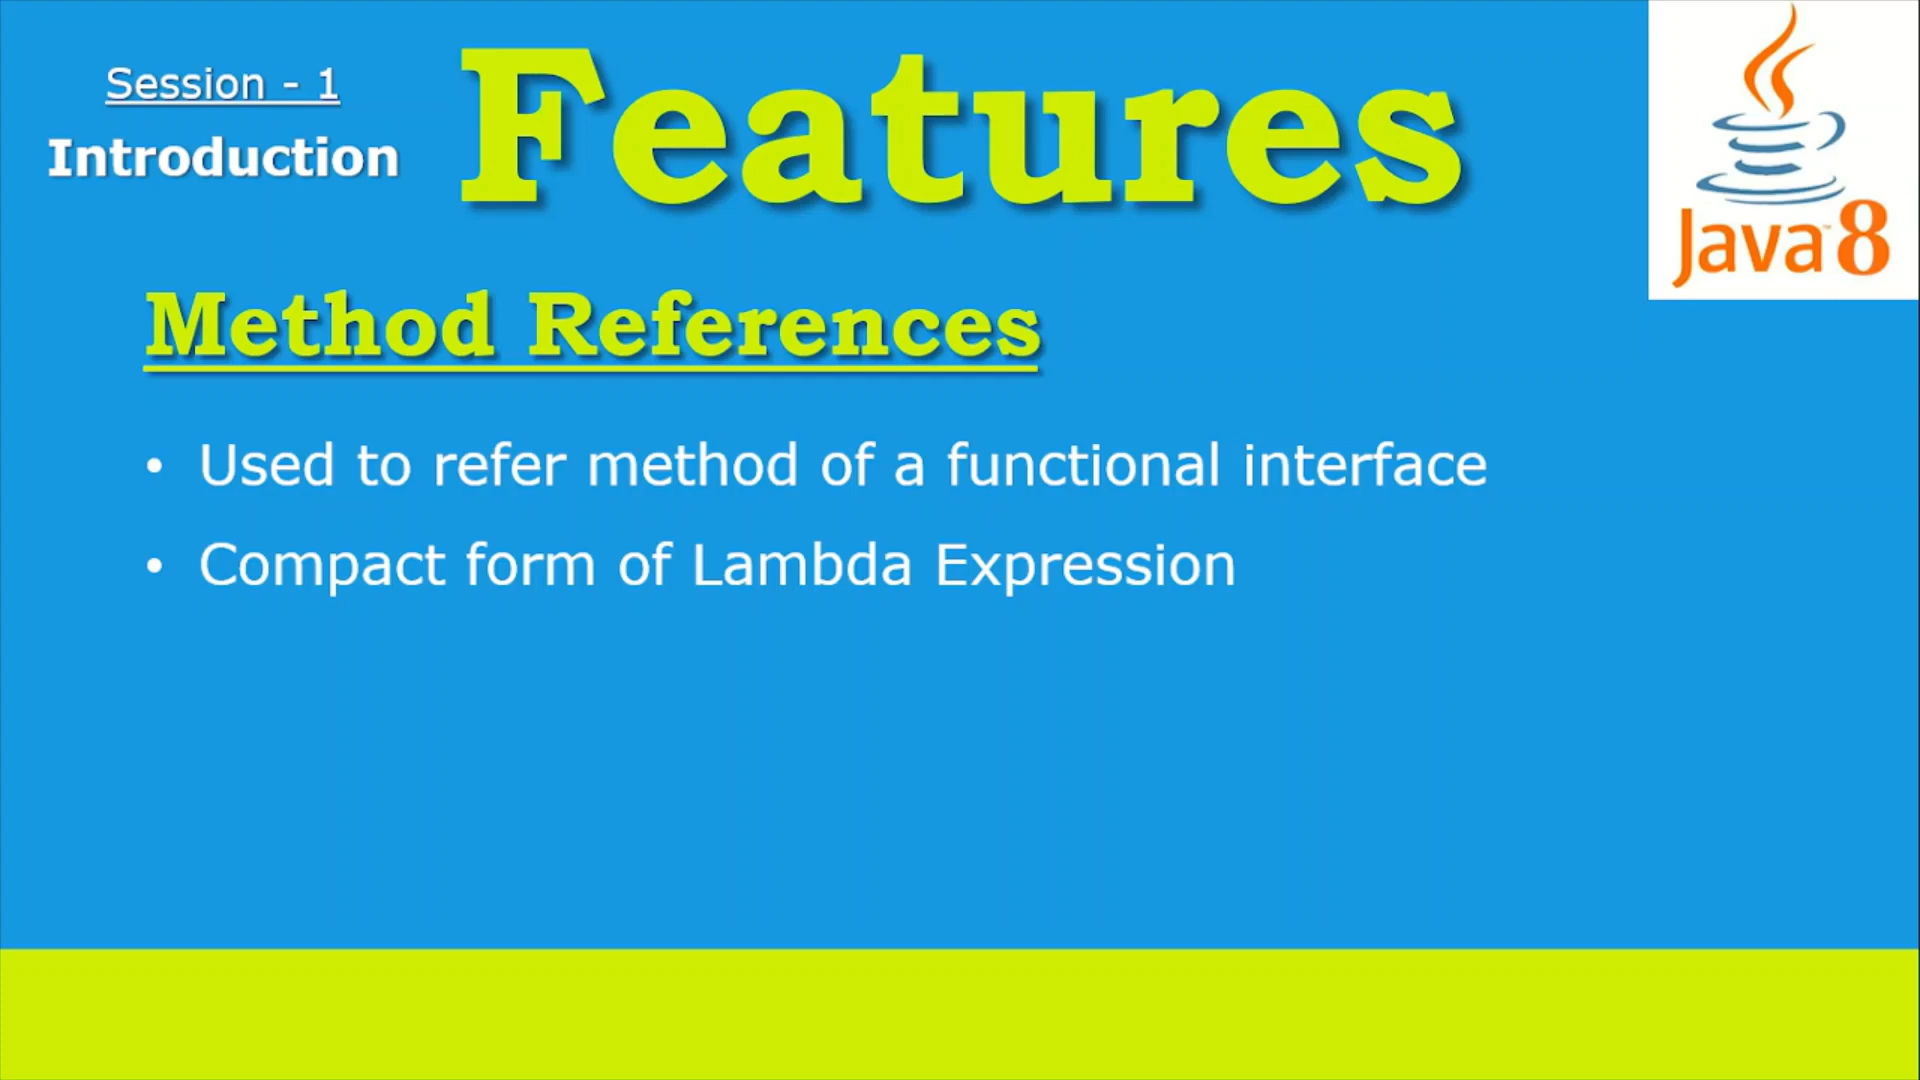 Session - 1
Introduction
Features
Java™ 8
Method References
• Used to refer method of a functional interface
• Compact form of Lambda Expression